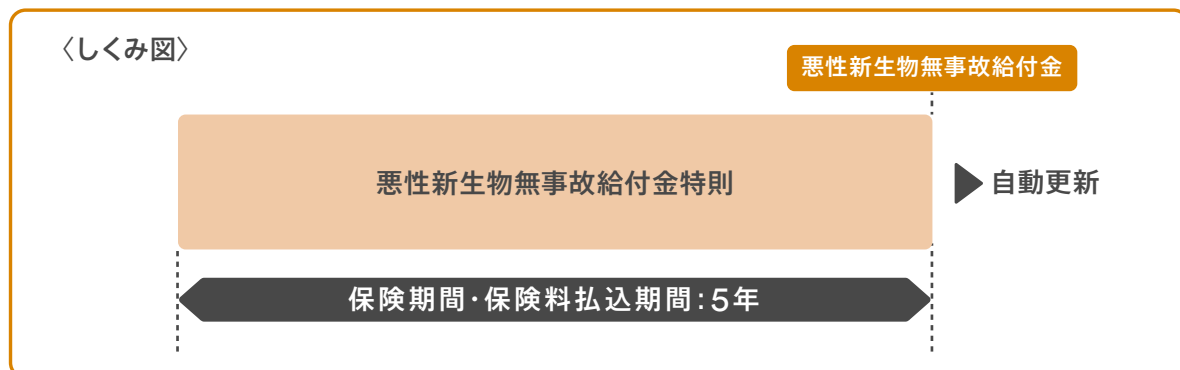 〈しくみ図〉
悪性新生物無事故給付金
悪性新生物無事故給付金特則
自動更新
保険期間・保険料払込期間:5年